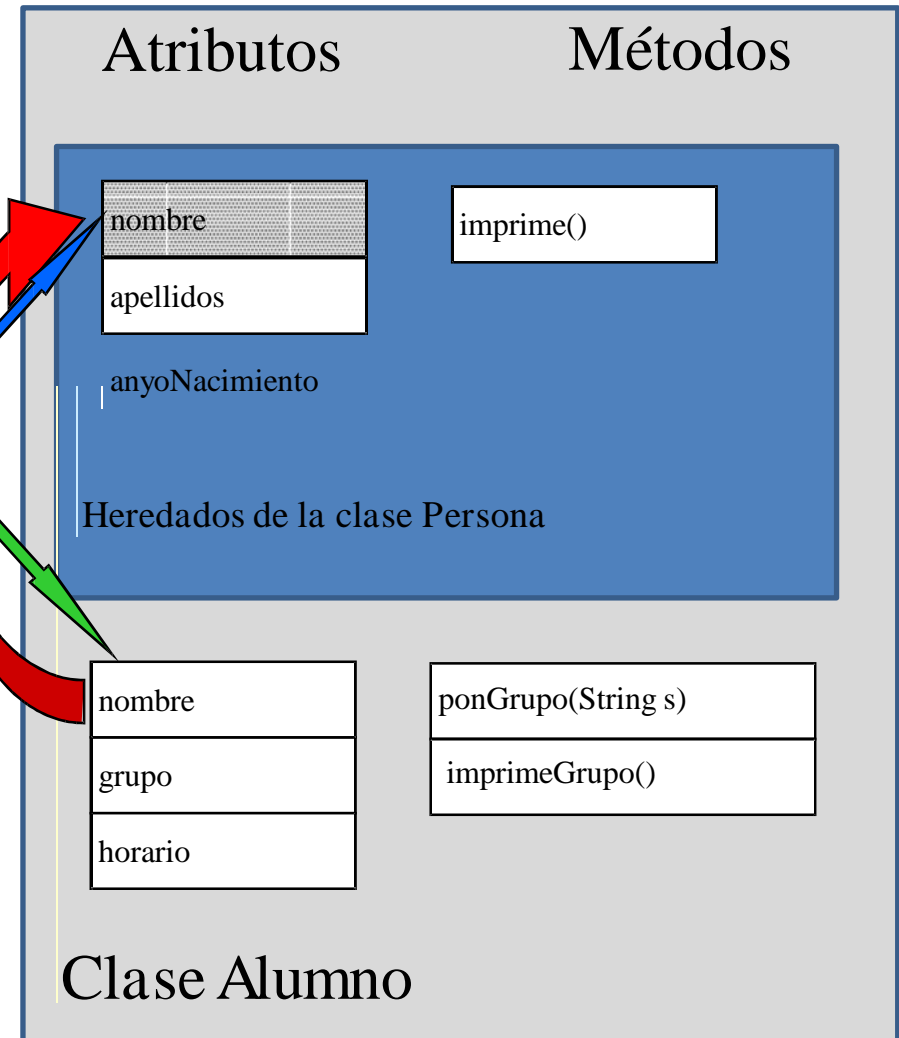 Atributos Métodos
nombre imprime()
apellidos
anyoNacimiento
Heredados de la clase Persona
nombre ponGrupo(String s)
grupo imprimeGrupo()
horario
Clase Alumno